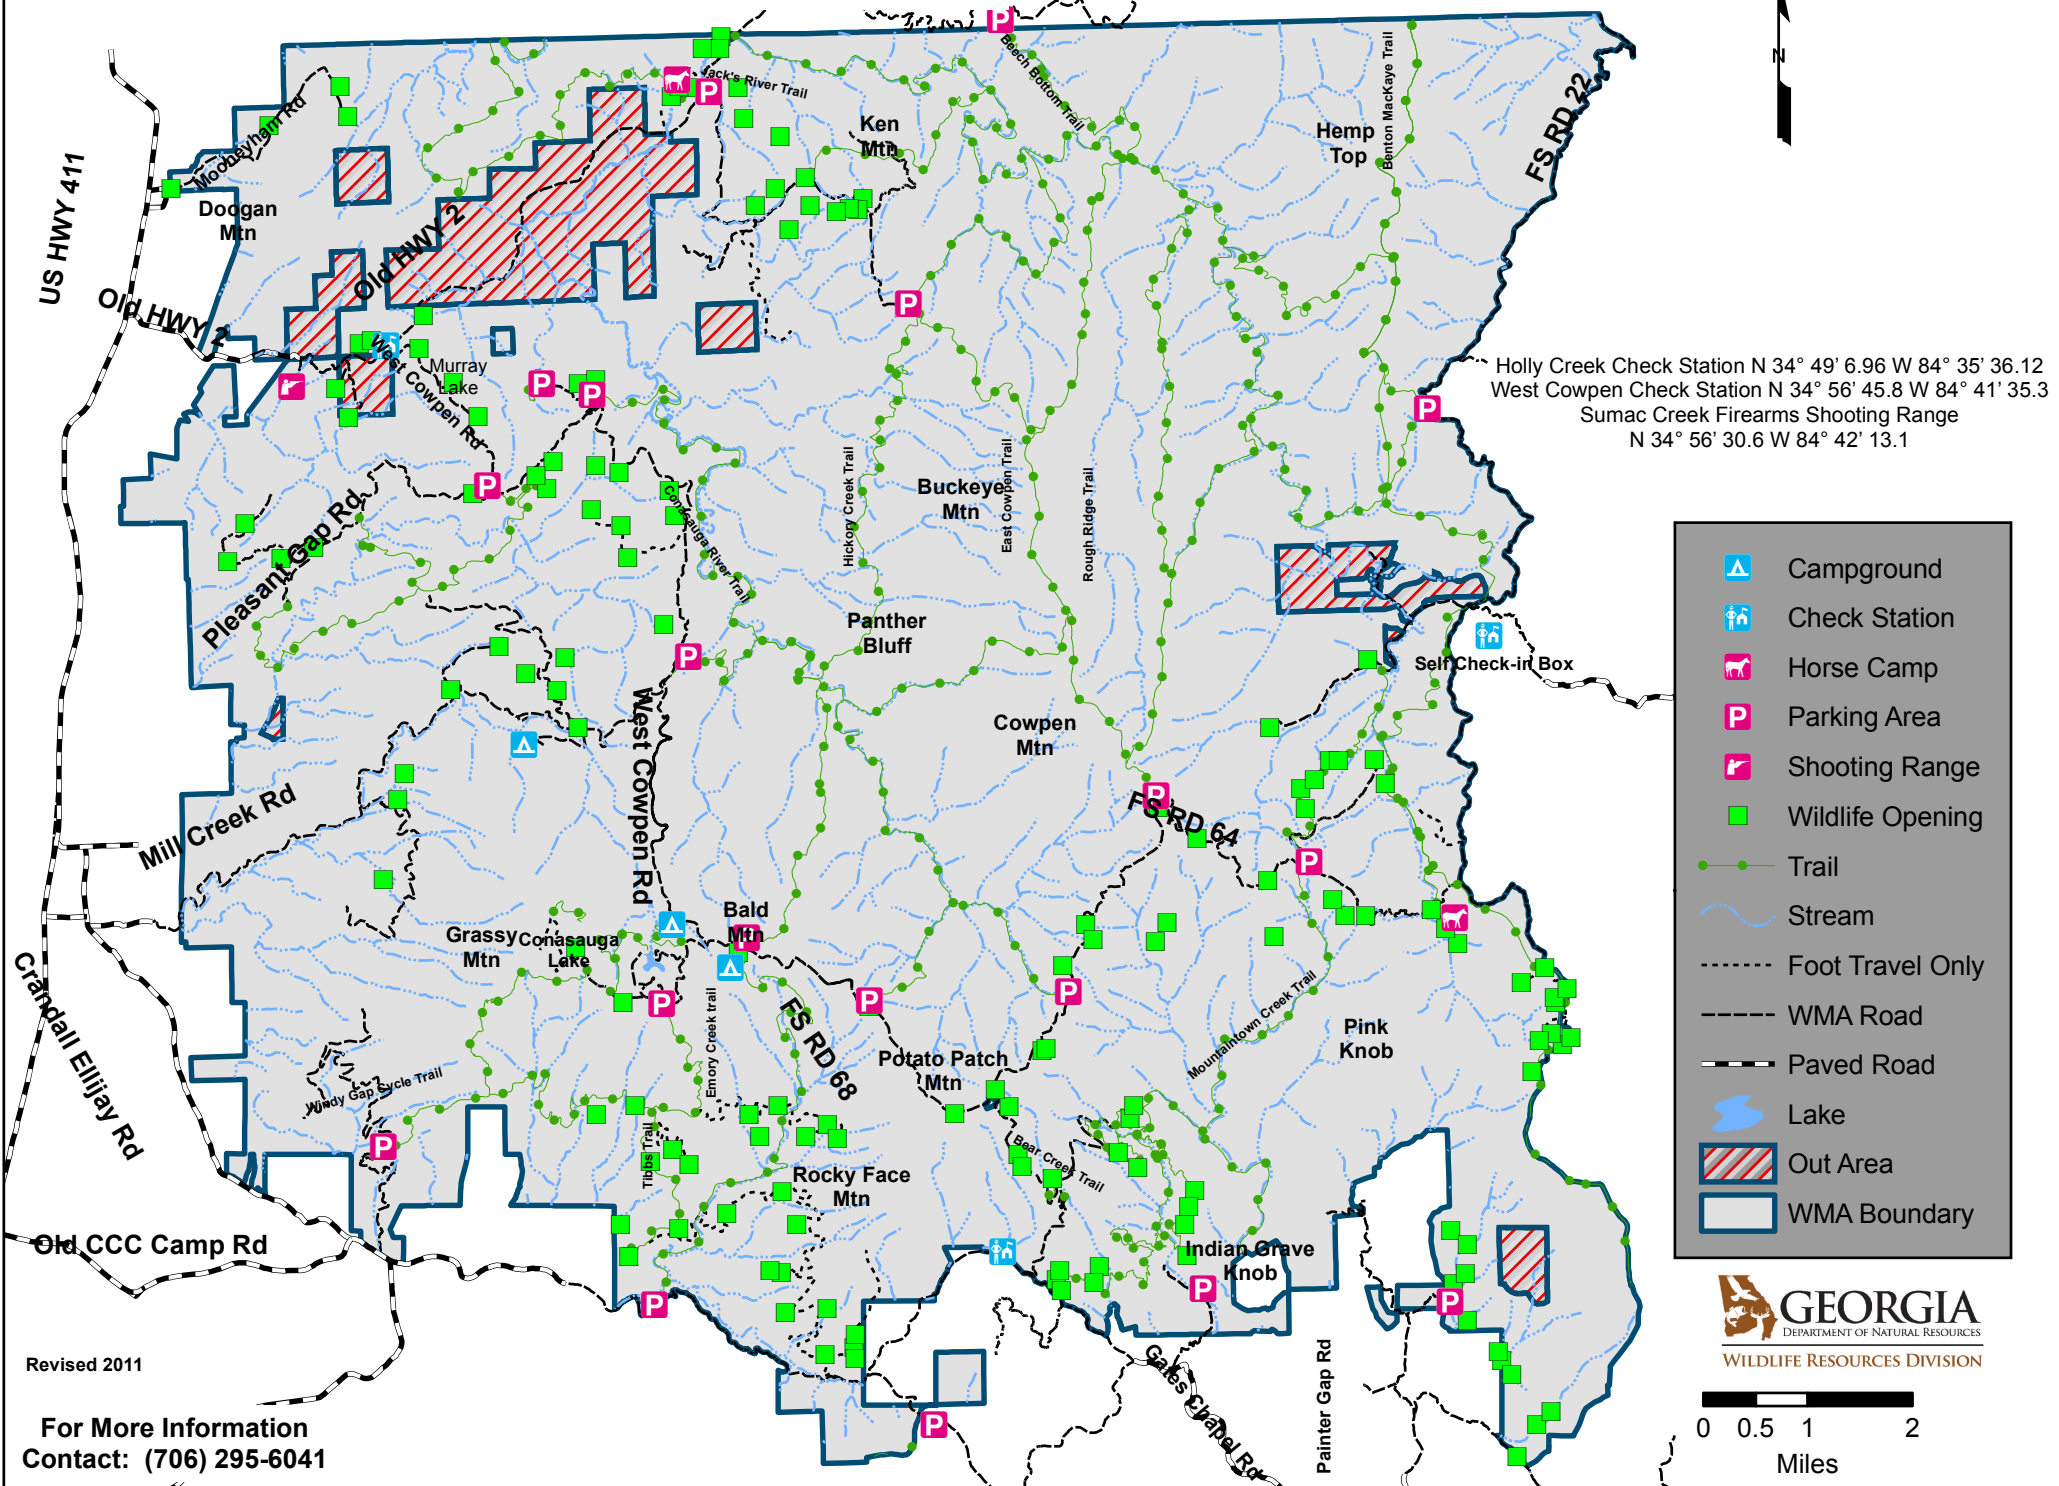 N
Beech Bottom Trail
Jack's River Trail
Benton MacKaye Trail
FS RD 22
Ken
Mtn
Hemp
Top
Mooneyham Rd
US HWY 411
Doogan
Mtn
Old HWY 2
Old HWY 2
West Cowpen Rd
Murray
Lake
Holly Creek Check Station N 34° 49’ 6.96 W 84° 35’ 36.12
West Cowpen Check Station N 34° 56’ 45.8 W 84° 41’ 35.3
Sumac Creek Firearms Shooting Range
N 34° 56’ 30.6 W 84° 42’ 13.1
Pleasant Gap Rd
Conasauga River Trail
Hickory Creek Trail
Buckeye
Mtn
East Cowpen Trail
Rough Ridge Trail
Panther
Bluff
Self Check-in Box
West Cowpen Rd
Cowpen
Mtn
FS RD 64
Mill Creek Rd
Bald
Mtn
Grassy
Mtn
Conasauga
Lake
Crandall Ellijay Rd
Emory Creek trail
FS RD 68
Potato Patch
Mtn
Mountaintown Creek Trail
Pink
Knob
Windy Gap Cycle Trail
Tibbs Trail
Bear Creek Trail
Rocky Face
Mtn
Old CCC Camp Rd
Indian Grave
Knob
Gates Chapel Rd
Painter Gap Rd
Campground
Check Station
Horse Camp
P Parking Area
Shooting Range
Wildlife Opening
Trail
Stream
Foot Travel Only
WMA Road
Paved Road
Lake
Out Area
WMA Boundary
GEORGIA
DEPARTMENT OF NATURAL RESOURCES
WILDLIFE RESOURCES DIVISION
0 0.5 1 2
Miles
Revised 2011
For More Information
Contact: (706) 295-6041